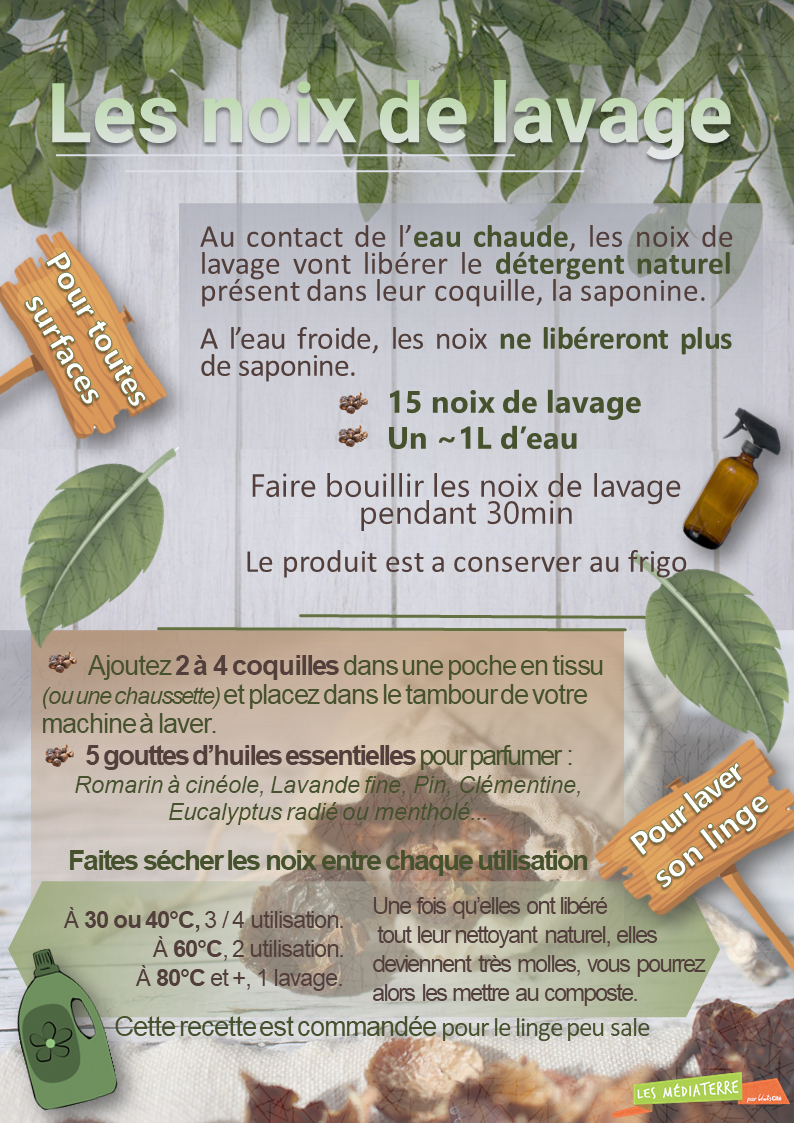 Les noix de lavage
Au contact de l'eau chaude, les noix de
lavage vont libérer le détergent naturel
présent dans leur coquille, la saponine.
A l'eau froide, les noix ne libéreront plus
de saponine.
15 noix de lavage
Un ~1L d'eau
Faire bouillir les noix de lavage
pendant 30min
Le produit est a conserver au frigo
Pour toutes
surfaces
Ajoutez 2 à 4 coquilles dans une poche en tissu
(ou une chaussette) et placez dans le tambour de votre
machine à laver.
5 gouttes d'huiles essentielles pour parfumer :
Romarin à cinéole, Lavande fine, Pin, Clémentine,
Eucalyptus radié ou mentholé...
Faites sécher les noix entre chaque utilisation
Pour laver
son linge
À 30 ou 40°C, 3 / 4 utilisation.
À 60°C, 2 utilisation.
À 80°C et +, 1 lavage.
Une fois qu'elles ont libéré
tout leur nettoyant naturel, elles
deviennent très molles, vous pourrez
alors les mettre au composte.
Cette recette est commandée pour le linge peu sale
LES MÉDIATERRE